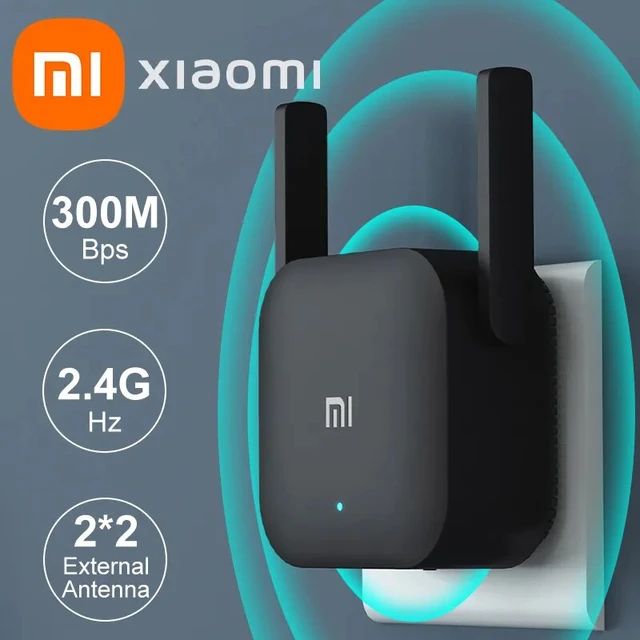 mi xiaomi
300M
Bps
2.4G
Hz
mi
2*2
External
Antenna